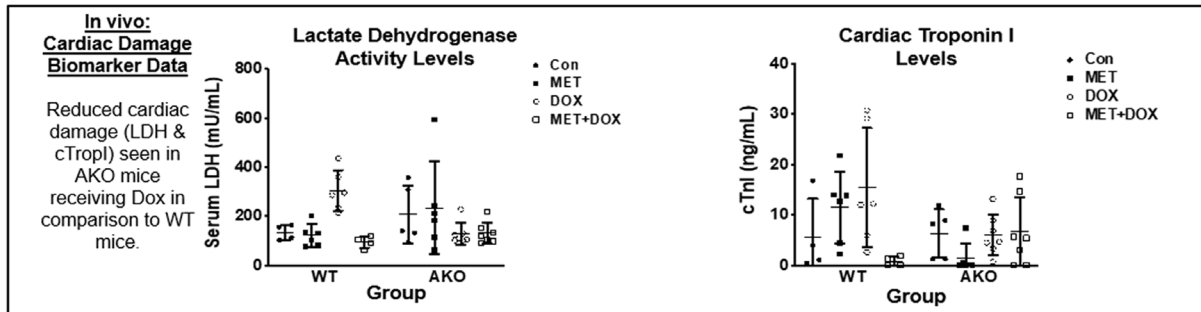 In vivo:
Cardiac Damage
Biomarker Data
Reduced cardiac
damage (LDH &
cTropI) seen in
AKO mice
receiving Dox in
comparison to WT
mice.
Lactate Dehydrogenase
Activity Levels
Serum LDH (mU/mL)
800
600
400
200
0
WT
AKO
Group
Con
MET
DOX
MET+DOX
Cardiac Troponin I
Levels
cTnI (ng/mL)
40
30
20
10
0
WT
AKO
Group
Con
MET
DOX
MET+DOX